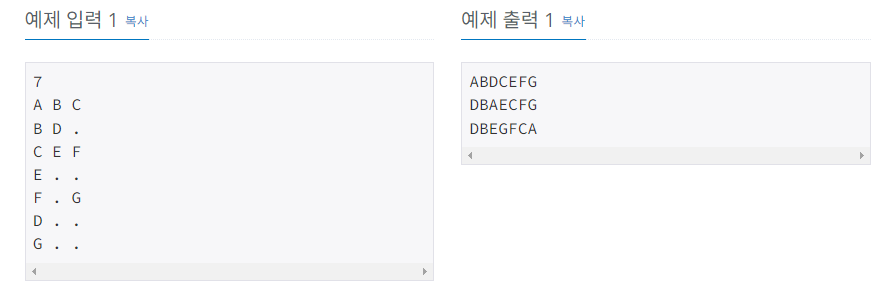 예제 입력 1 복사
7
A B C
B D .
C E F
E . .
F . G
D . .
G . .
예제 출력 1 복사
ABDCEFG
DBAECFG
DBEGFCA